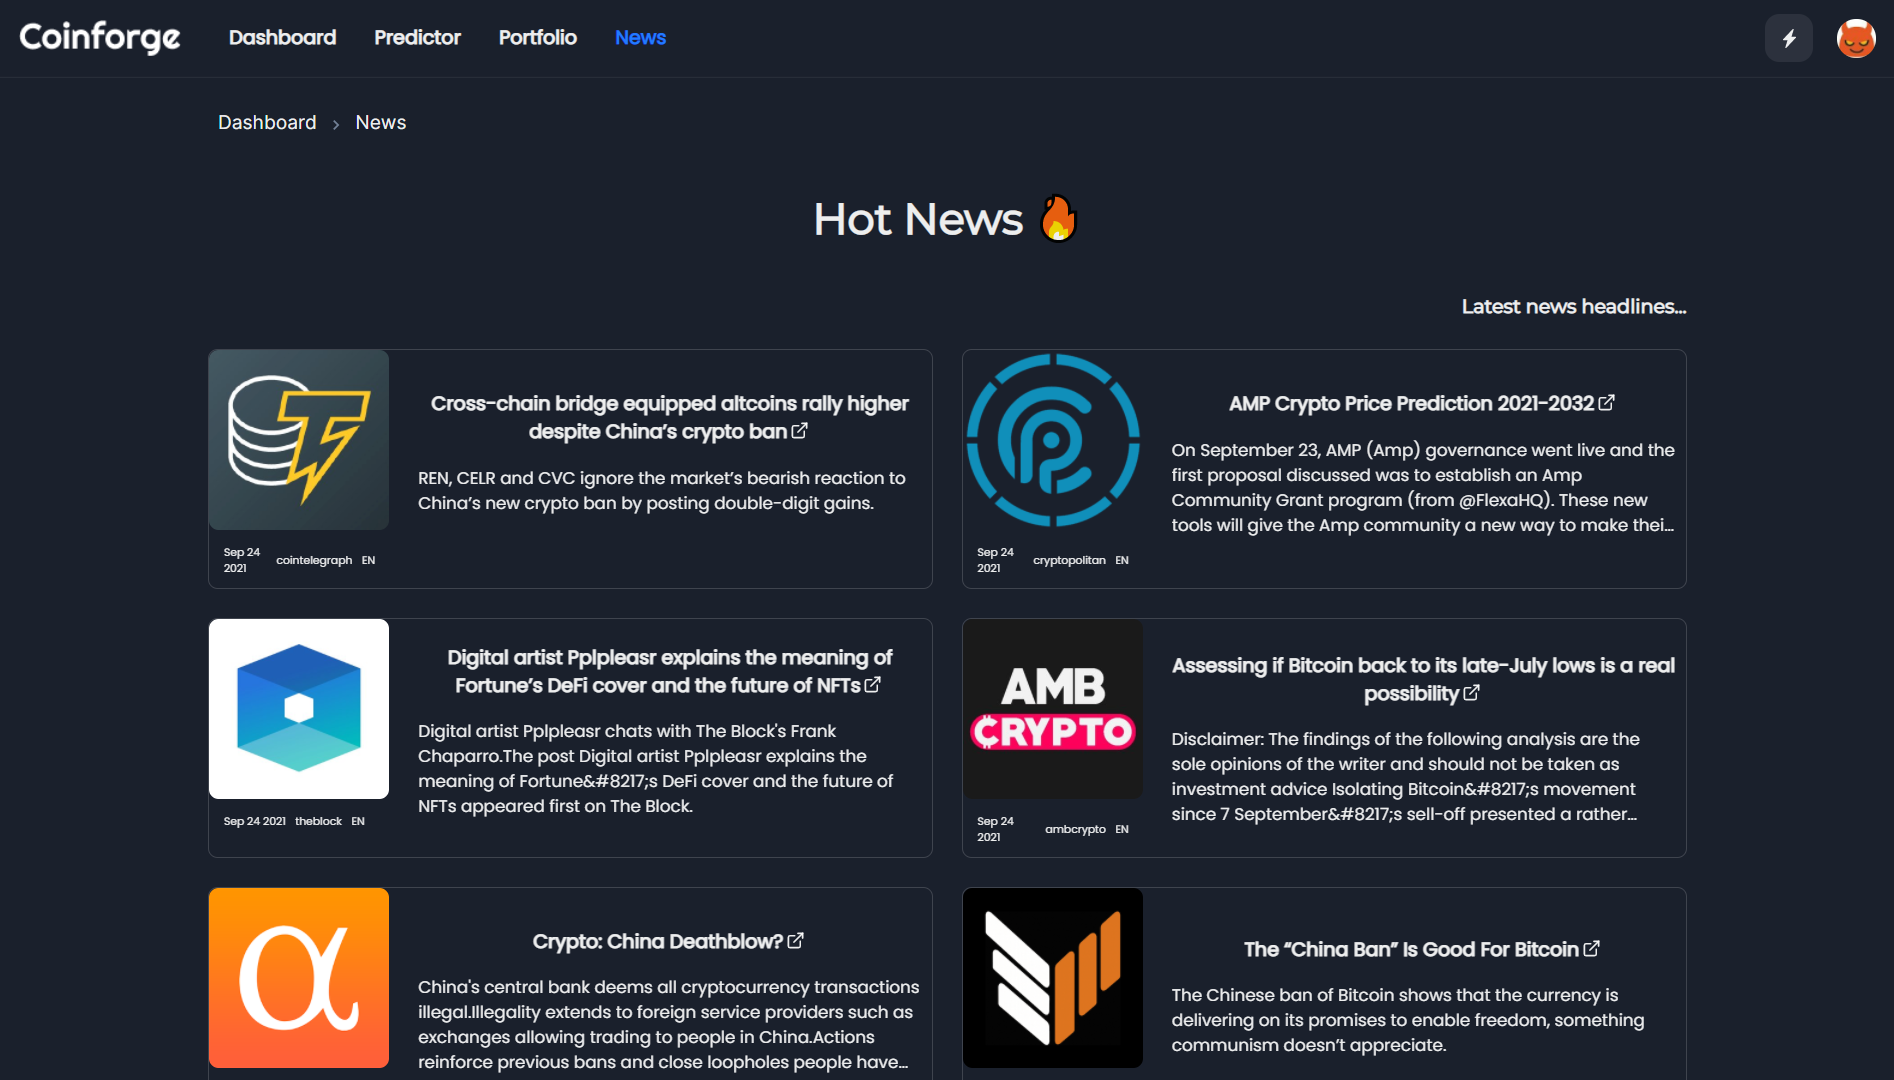 Coinforge
Dashboard
Predictor
Portfolio
News
Dashboard > News
Hot News
Latest news headlines...
Cross-chain bridge equipped altcoins rally higher
despite China’s crypto ban
REN, CELR and CVC ignore the market’s bearish reaction to
China’s new crypto ban by posting double-digit gains.
Sep 24
2021
cointelegraph
EN
AMP Crypto Price Prediction 2021-2032
On September 23, AMP (Amp) governance went live and the
first proposal discussed was to establish an Amp
Community Grant program (from @FlexaHQ). These new
tools will give the Amp community a new way to make thei...
Sep 24
2021
cryptopolitan
EN
Digital artist Pplpleasr explains the meaning of
Fortune’s DeFi cover and the future of NFTs
Digital artist Pplpleasr chats with The Block's Frank
Chaparro.The post Digital artist Pplpleasr explains the
meaning of Fortune&#8217;s DeFi cover and the future of
NFTs appeared first on The Block.
Sep 24 2021
theblock
EN
AMB
CRYPTO
Assessing if Bitcoin back to its late-July lows is a real
possibility
Disclaimer: The findings of the following analysis are the
sole opinions of the writer and should not be taken as
investment advice Isolating Bitcoin&#8217;s movement
since 7 September&#8217;s sell-off presented a rather...
Sep 24
2021
ambcrypto
EN
α
Crypto: China Deathblow?
China's central bank deems all cryptocurrency transactions
illegal.Illegality extends to foreign service providers such as
exchanges allowing trading to people in China.Actions
reinforce previous bans and close loopholes people have...
The “China Ban” Is Good For Bitcoin
The Chinese ban of Bitcoin shows that the currency is
delivering on its promises to enable freedom, something
communism doesn’t appreciate.